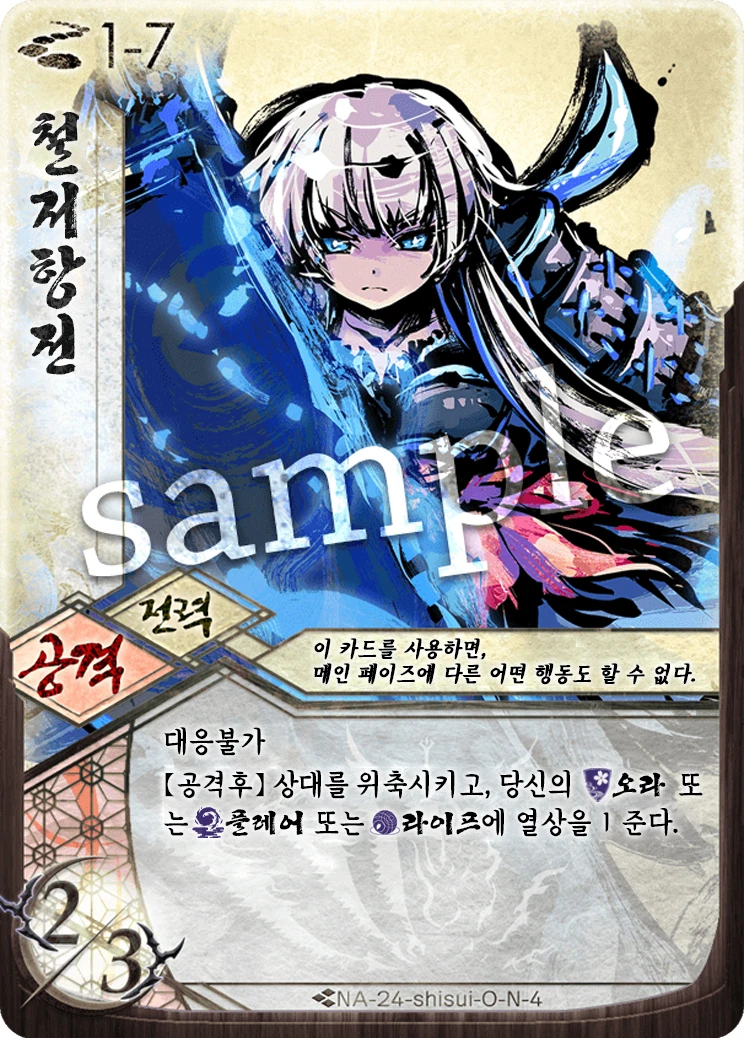 1-7
철저항전
sample
전력
공격
이 카드를 사용하면,
메인 페이즈에 다른 어떤 행동도 할 수 없다.
대응불가
【공격후】 상대를 위축시키고, 당신의 오라 또
는 플레어 또는 라이프에 열상을 1 준다.
2/3
NA-24-shisui-O-N-4